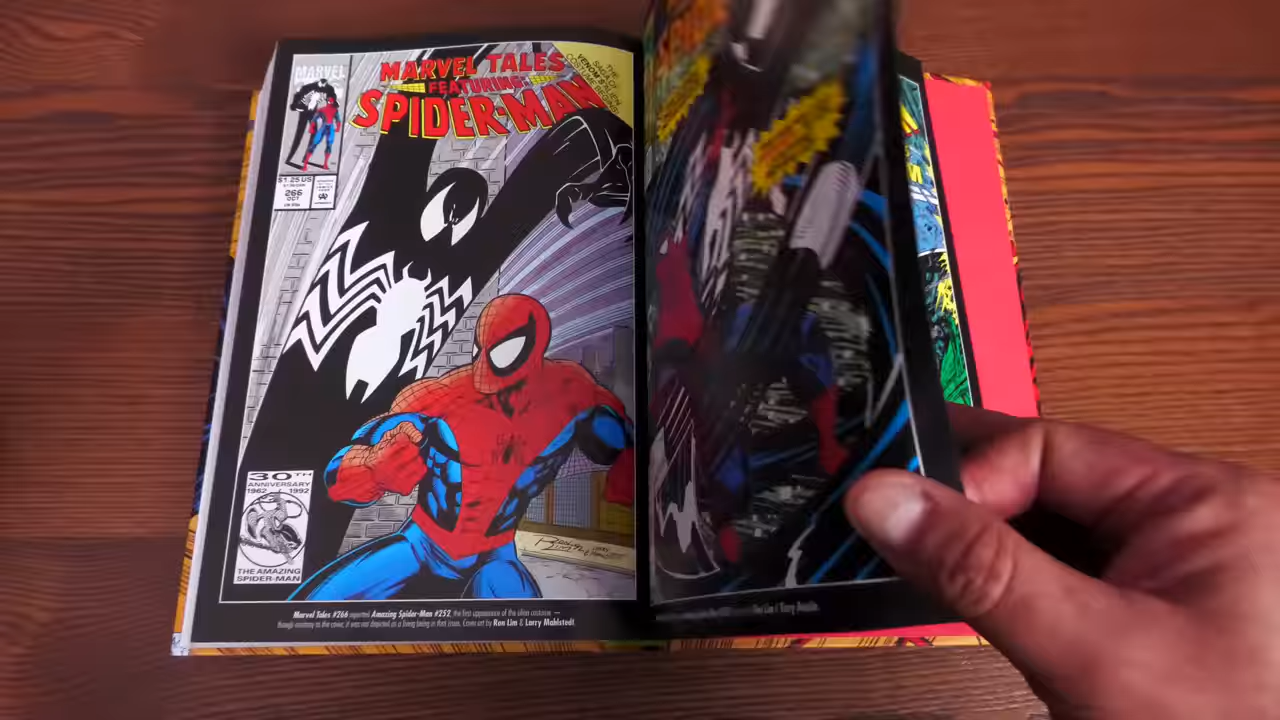 MARVEL
MARVEL TALES
FEATURING:
SPIDER-MAN
THE
SAGA OF
VENOM'S ALIEN
COSTUME BEGINS!
$1.25 US
266
OCT
30TH
ANNIVERSARY
1962 1992
THE AMAZING
SPIDER-MAN
Marvel Tales #266 reprinted Amazing Spider-Man #252, the first appearance of the alien costume —
though contrary to the cover, it was not depicted as a living being in that issue. Cover art by Ron Lim & Larry Mahlstedt.